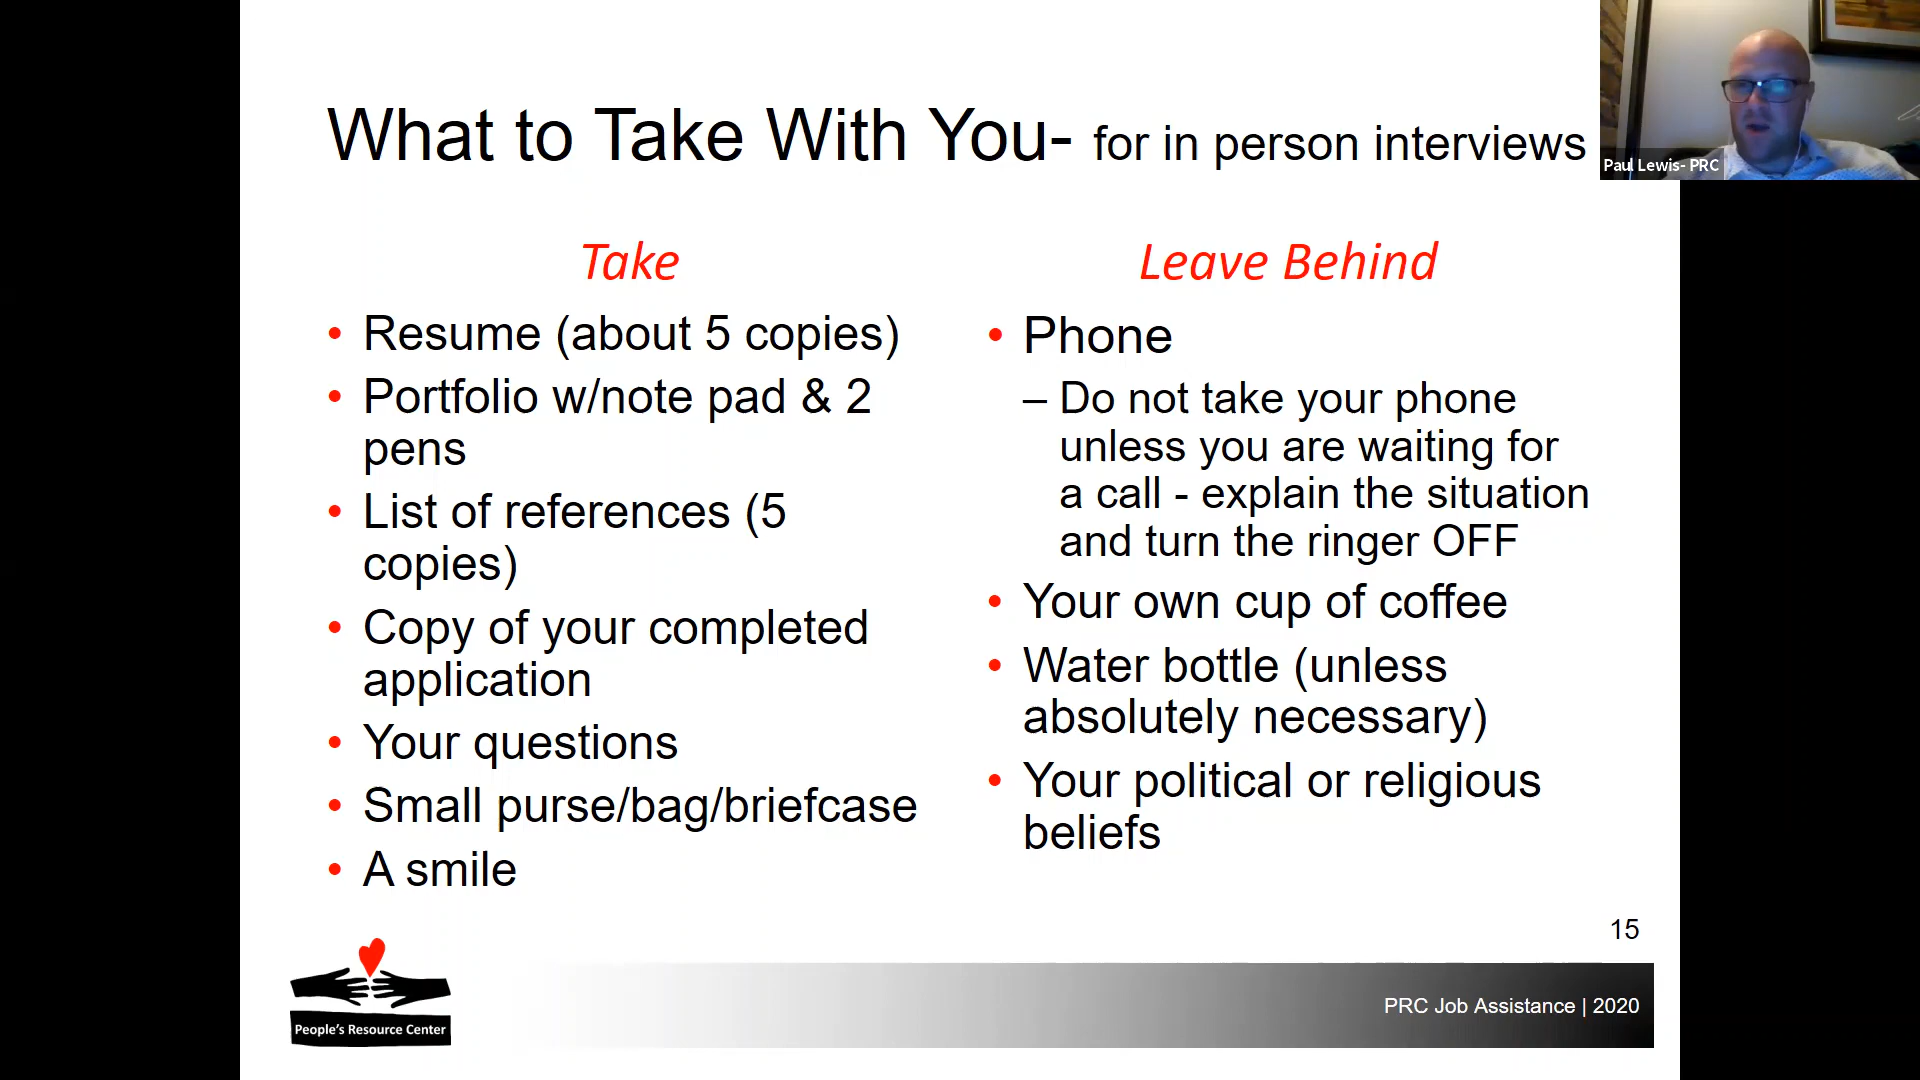 What to Take With You- for in person interviews
Paul Lewis- PRC
Take
• Resume (about 5 copies)
• Portfolio w/note pad & 2
pens
• List of references (5
copies)
• Copy of your completed
application
• Your questions
• Small purse/bag/briefcase
• A smile
Leave Behind
• Phone
– Do not take your phone
unless you are waiting for
a call - explain the situation
and turn the ringer OFF
• Your own cup of coffee
• Water bottle (unless
absolutely necessary)
• Your political or religious
beliefs
15
People's Resource Center
PRC Job Assistance | 2020